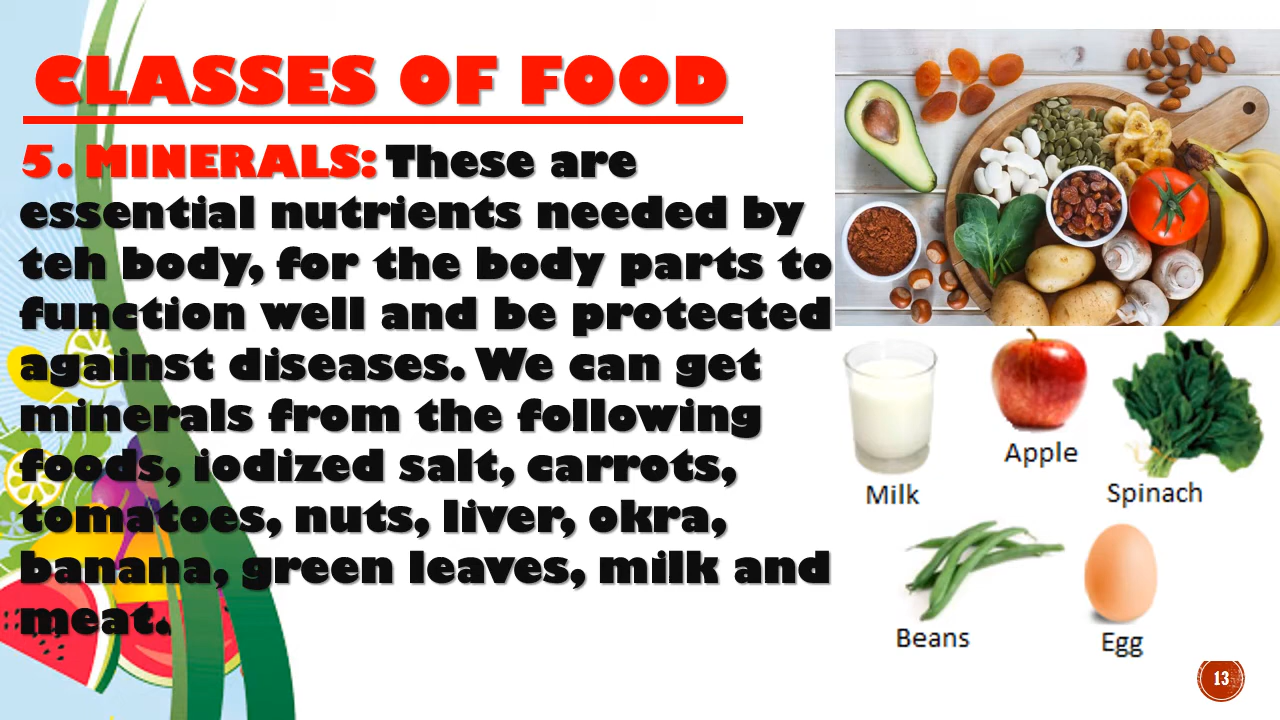 CLASSES OF FOOD
5. MINERALS: These are
essential nutrients needed by
teh body, for the body parts to
function well and be protected
against diseases. We can get
minerals from the following
foods, iodized salt, carrots,
tomatoes, nuts, liver, okra,
banana, green leaves, milk and
meat.
Apple
Milk
Spinach
Beans
Egg
13